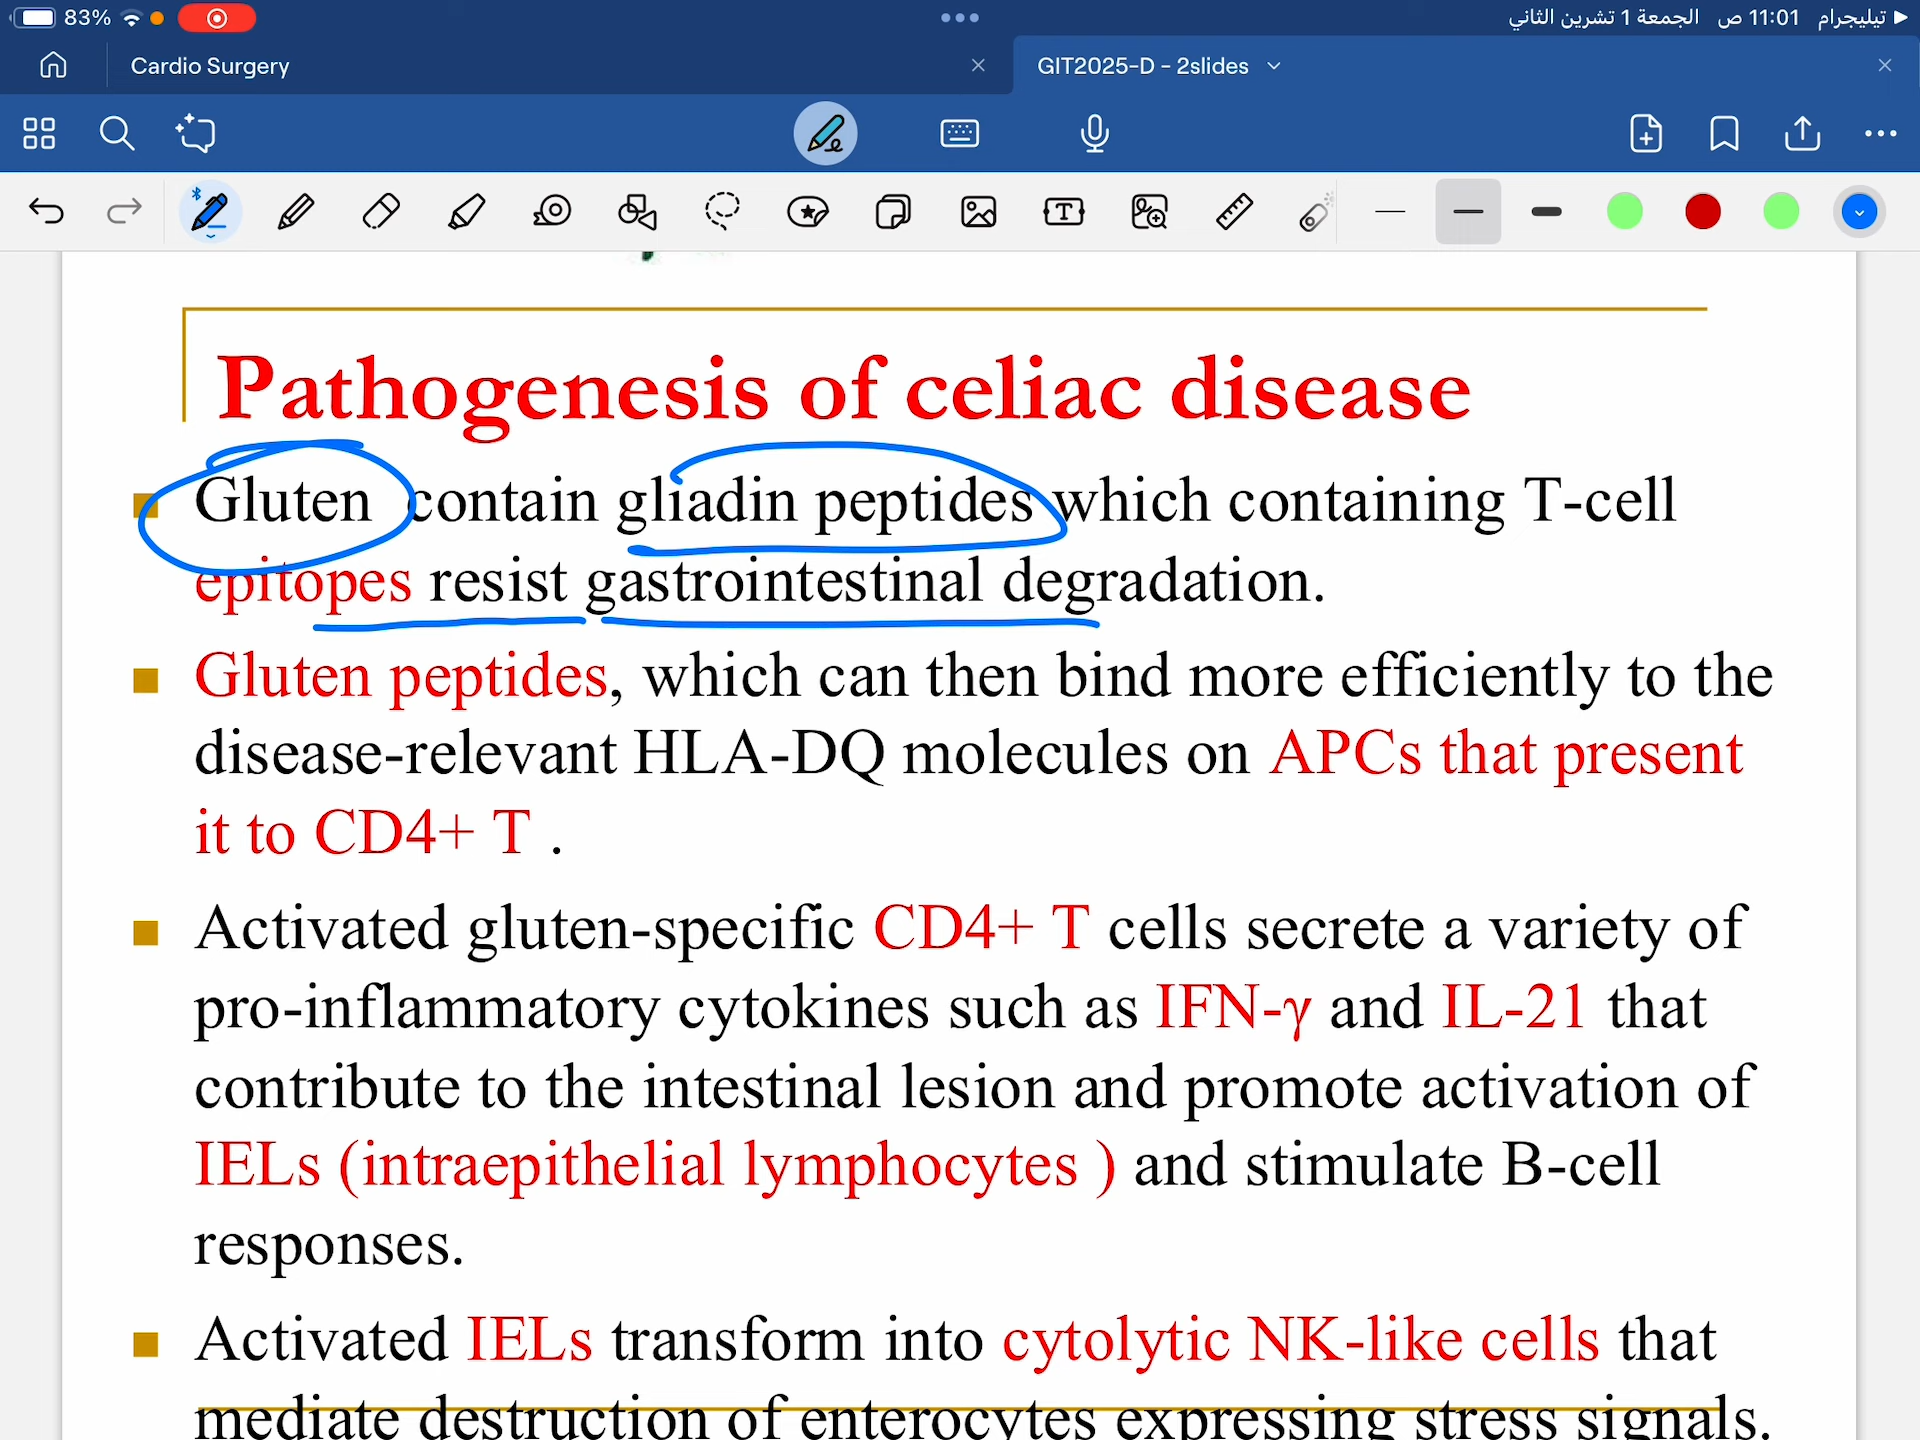 83%
تيليجرام 11:01 ص الجمعة 1 تشرين الثاني
Cardio Surgery
GIT2025-D - 2slides
Pathogenesis of celiac disease
Gluten contain gliadin peptides which containing T-cell
epitopes resist gastrointestinal degradation.
Gluten peptides, which can then bind more efficiently to the
disease-relevant HLA-DQ molecules on APCs that present
it to CD4+ T .
Activated gluten-specific CD4+ T cells secrete a variety of
pro-inflammatory cytokines such as IFN-γ and IL-21 that
contribute to the intestinal lesion and promote activation of
IELs (intraepithelial lymphocytes ) and stimulate B-cell
responses.
Activated IELs transform into cytolytic NK-like cells that
mediate destruction of enterocytes expressing stress signals.